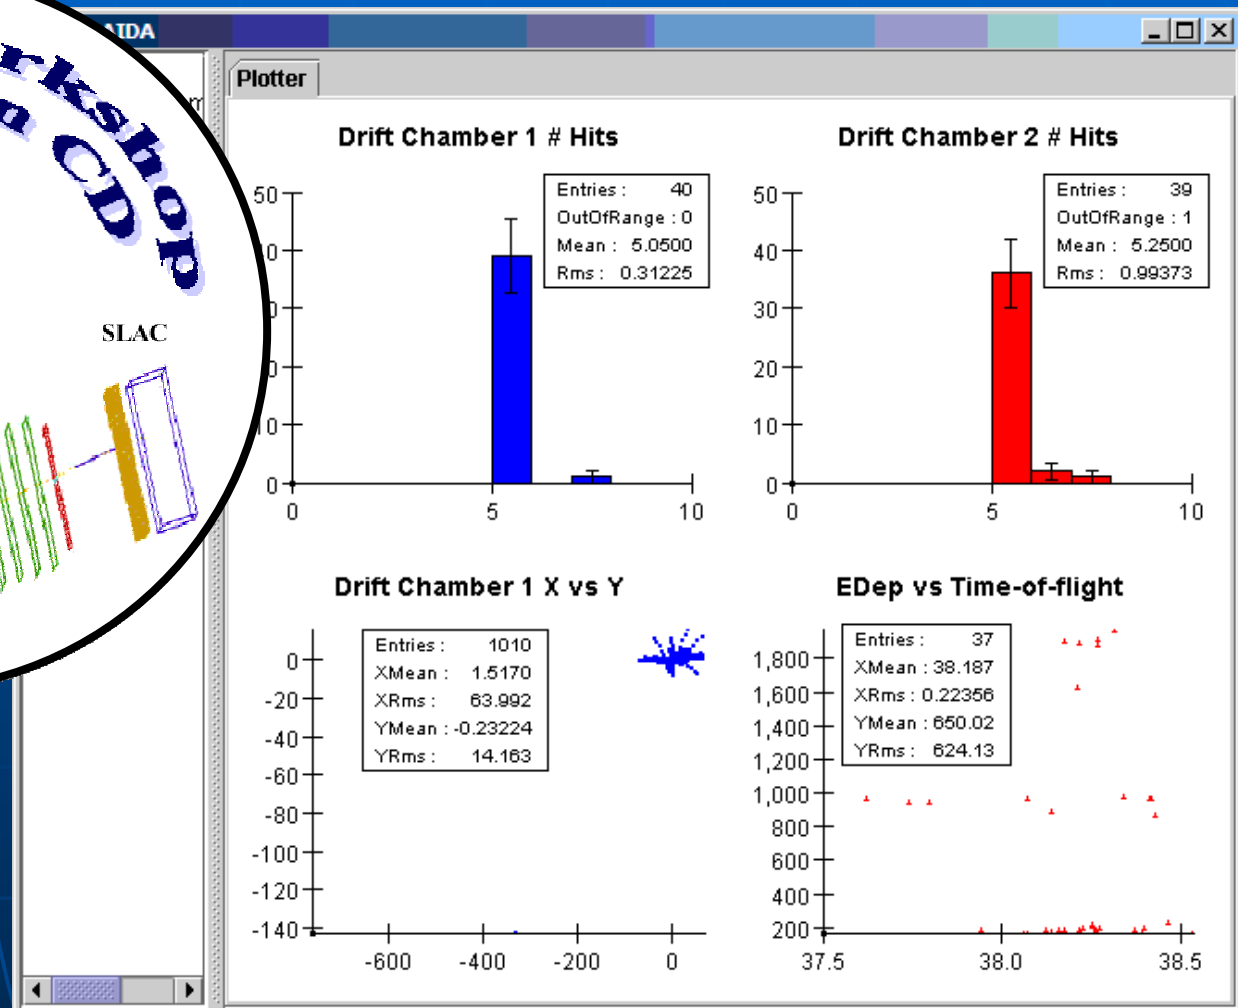 AIDA
Plotter
SLAC
Drift Chamber 1 # Hits
Entries : 40
OutOfRange : 0
Mean : 5.0500
Rms : 0.31225
50
10
0
0 5 10
Drift Chamber 2 # Hits
Entries : 39
OutOfRange : 1
Mean : 5.2500
Rms : 0.99373
50
40
30
20
10
0
0 5 10
Drift Chamber 1 X vs Y
Entries : 1010
XMean : 1.5170
XRms : 63.992
YMean : -0.23224
YRms : 14.163
0
-20
-40
-60
-80
-100
-120
-140
-600 -400 -200 0
EDep vs Time-of-flight
Entries : 37
XMean : 38.187
XRms : 0.22356
YMean : 650.02
YRms : 624.13
1,800
1,600
1,400
1,200
1,000
800
600
400
200
37.5 38.0 38.5